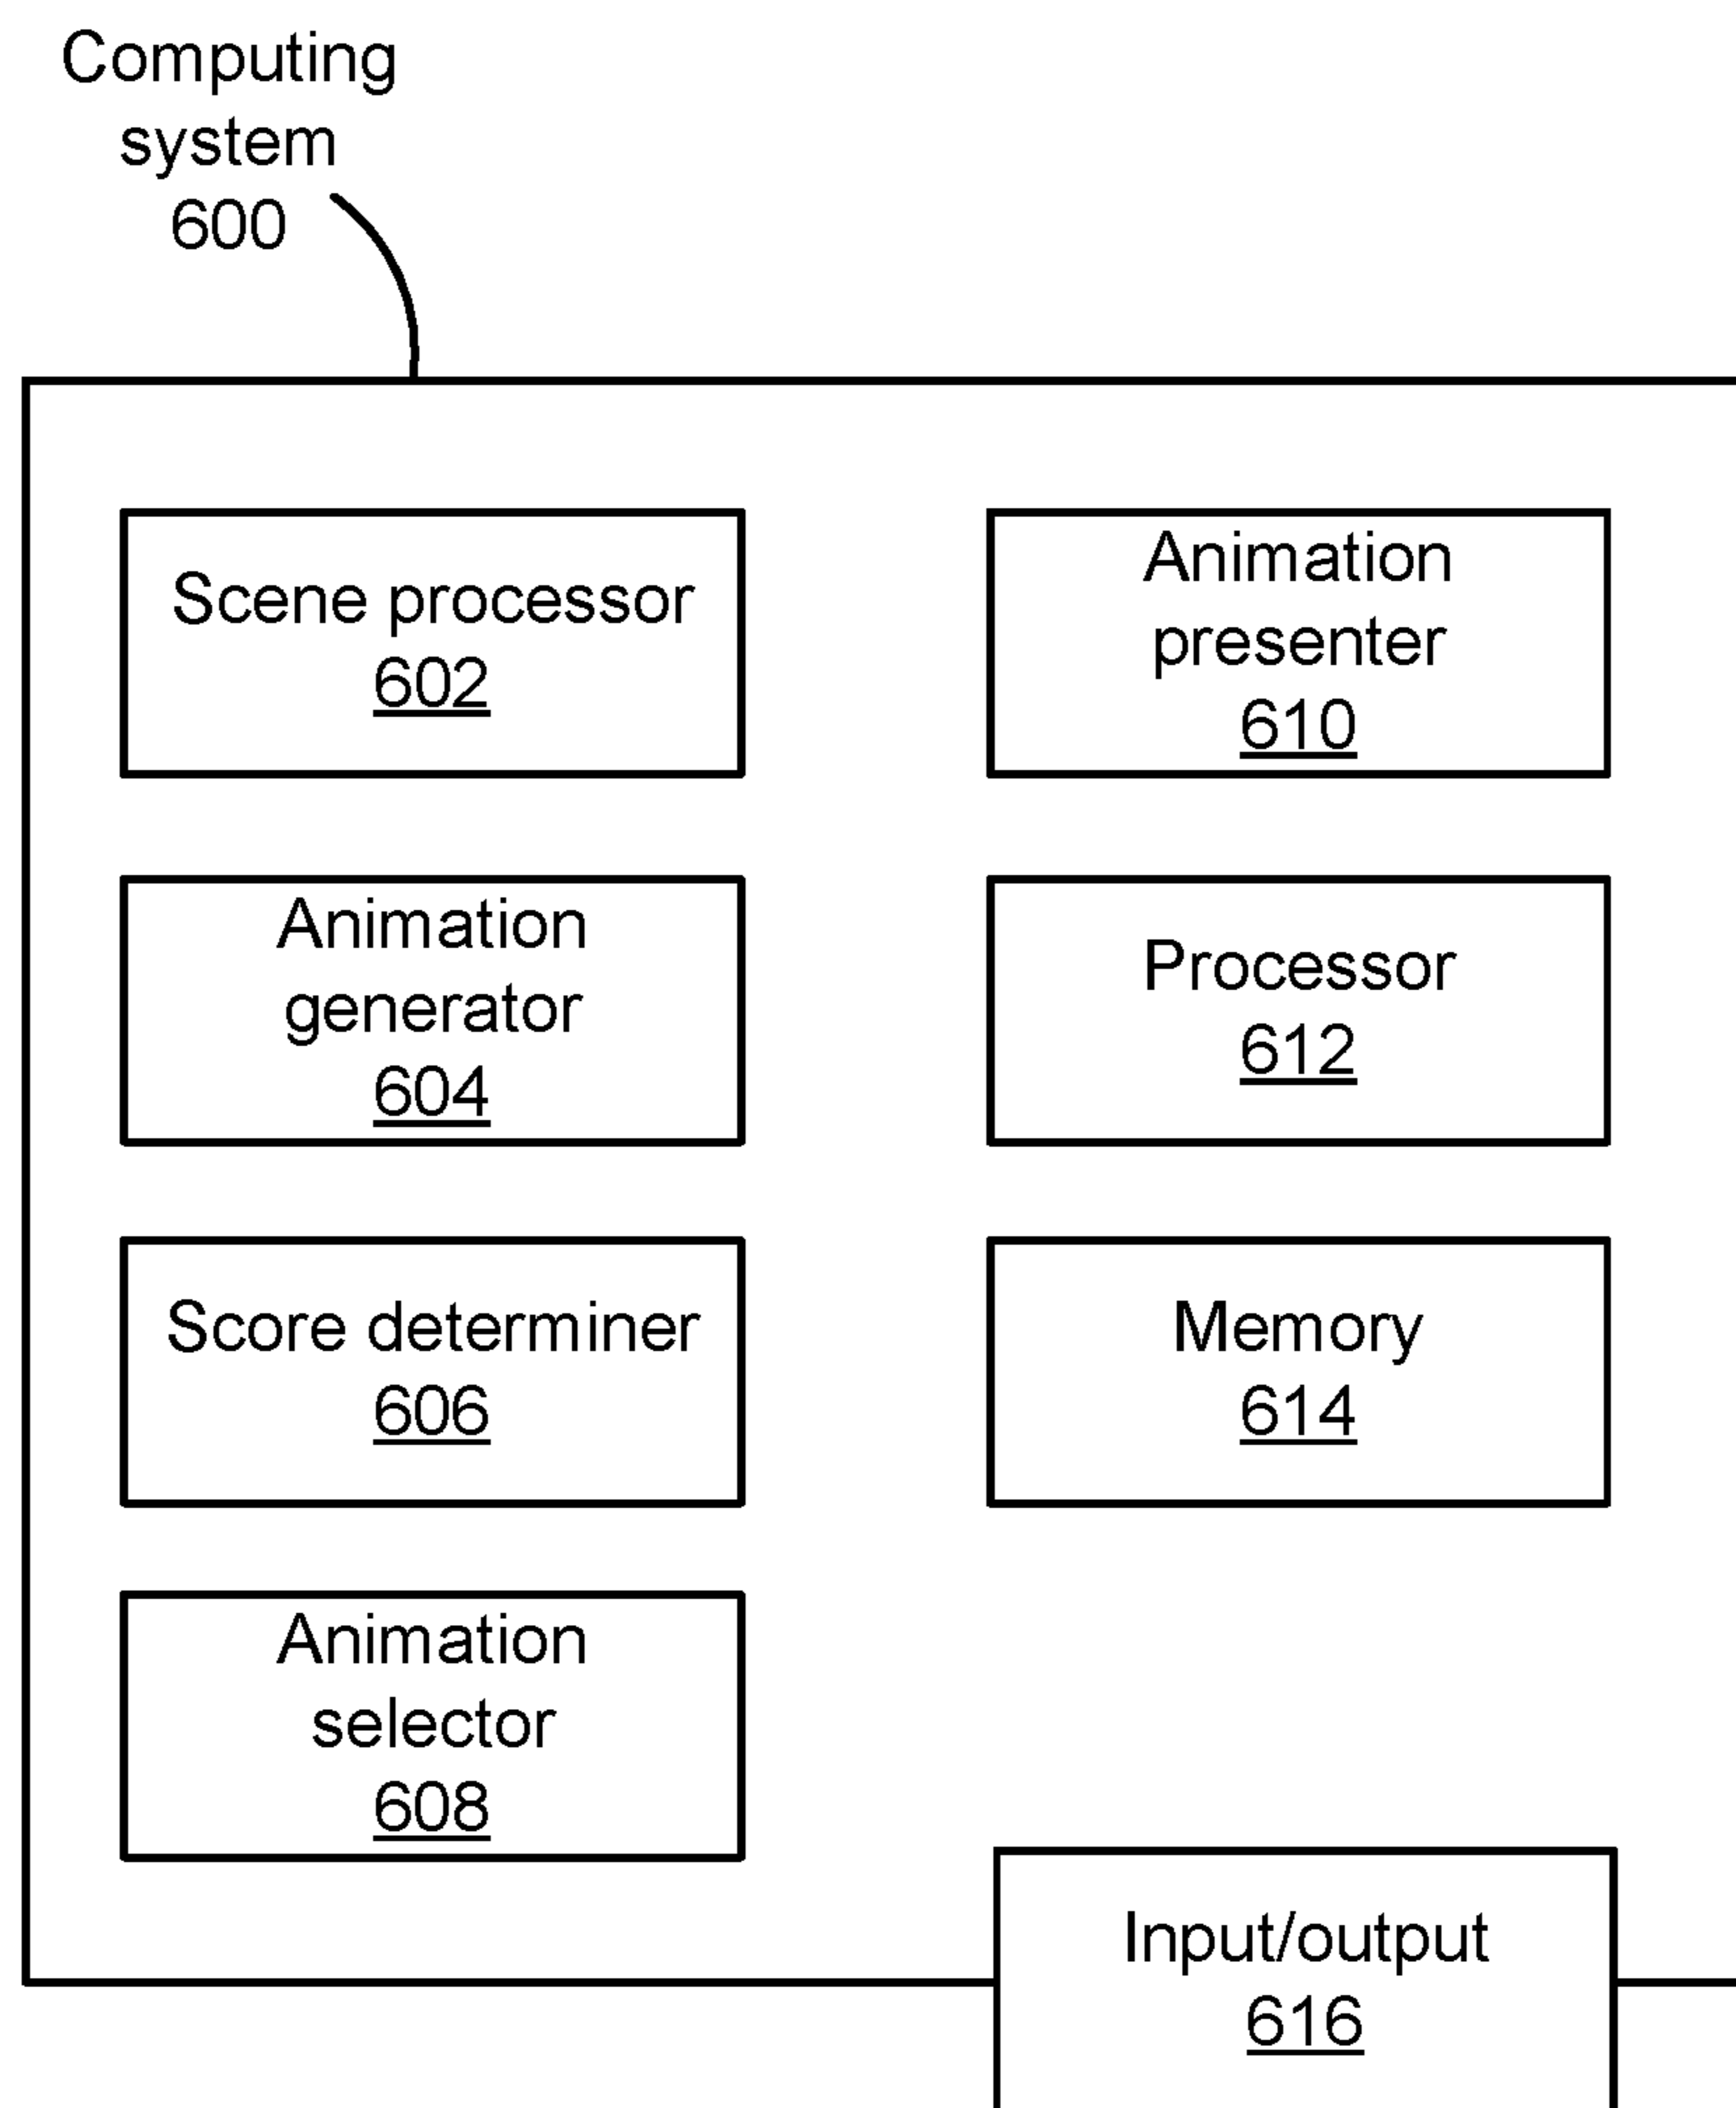 Computing
system
600
Scene processor
602
Animation
generator
604
Score determiner
606
Animation
selector
608
Animation
presenter
610
Processor
612
Memory
614
Input/output
616